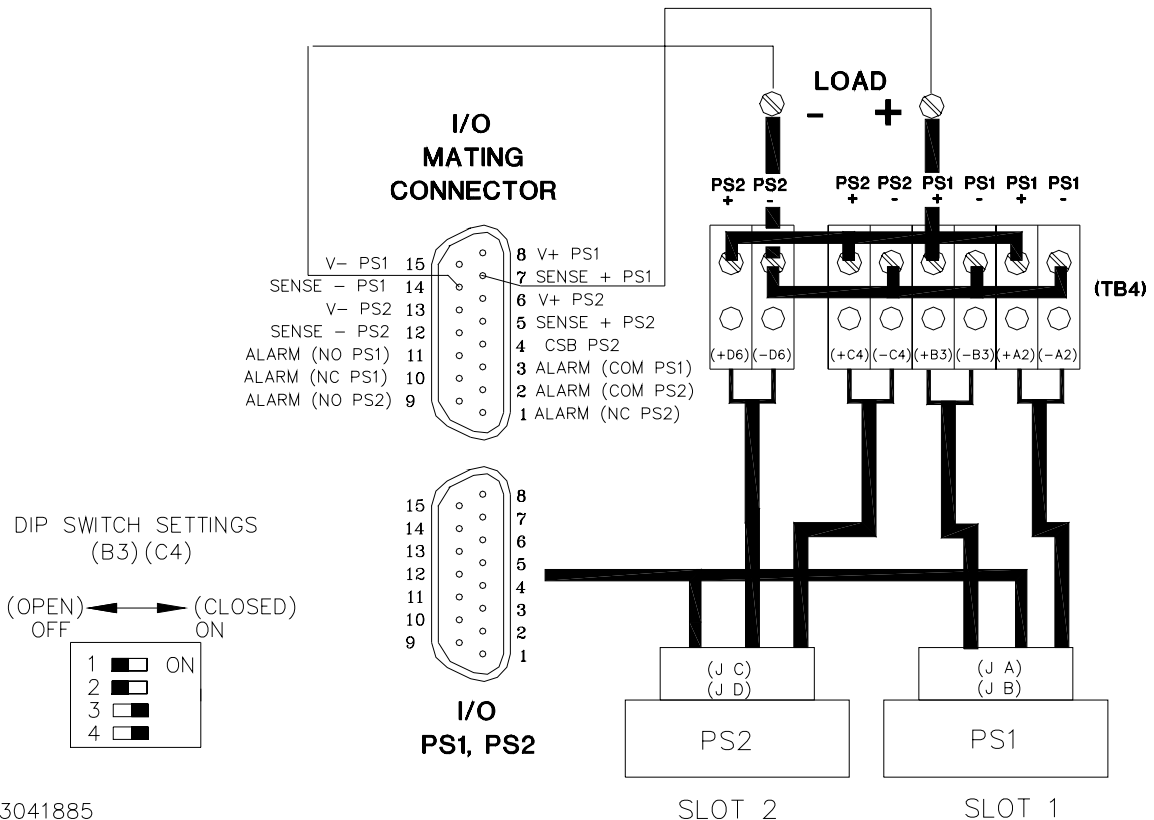 LOAD
- +
I/O
MATING
CONNECTOR
PS2 PS2 PS2 PS2 PS1 PS1 PS1 PS1
+ - + - + - + -
8 V+ PS1
7 SENSE + PS1
6 V+ PS2
5 SENSE + PS2
4 CSB PS2
3 ALARM (COM PS1)
2 ALARM (COM PS2)
1 ALARM (NC PS2)
V- PS1 15
SENSE - PS1 14
V- PS2 13
SENSE - PS2 12
ALARM (NO PS1) 11
ALARM (NC PS1) 10
ALARM (NO PS2) 9
(TB4)
(+D6) (-D6) (+C4) (-C4) (+B3) (-B3) (+A2) (-A2)
15
14
13
12
11
10
9
8
7
6
5
4
3
2
1
I/O
PS1, PS2
DIP SWITCH SETTINGS
(B3)(C4)
(OPEN) (CLOSED)
OFF ON
1 ON
2
3
4
(J C)
(J D)
PS2
SLOT 2
(J A)
(J B)
PS1
SLOT 1
3041885